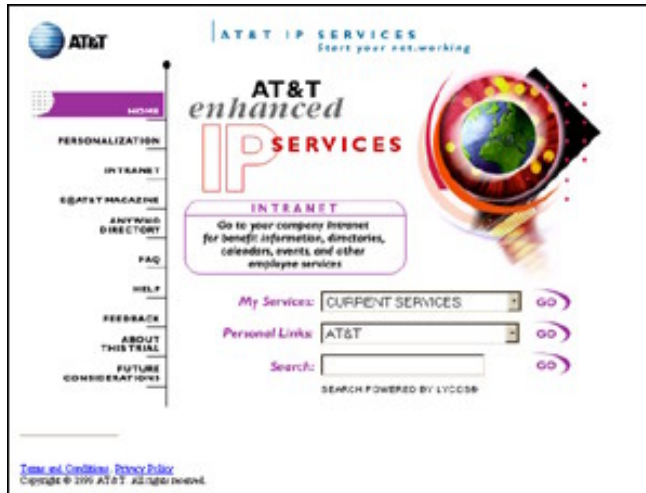 AT&T
AT&T IP SERVICES
Start your net.working
AT&T
enhanced
IP SERVICES
HOME
PERSONALIZATION
INTRANET
E@AT&T MAGAZINE
ANYWHO
DIRECTORY
FAQ
HELP
FEEDBACK
ABOUT
THIS TRIAL
FUTURE
CONSIDERATIONS
INTRANET
Go to your company Intranet
for benefit information, directories,
calendars, events, and other
employee services
My Services: CURRENT SERVICES GO
Personal Links: AT&T GO
Search: GO
SEARCH POWERED BY LYCOS®
Terms and Conditions. Privacy Policy
Copyright © 1999 AT&T. All rights reserved.